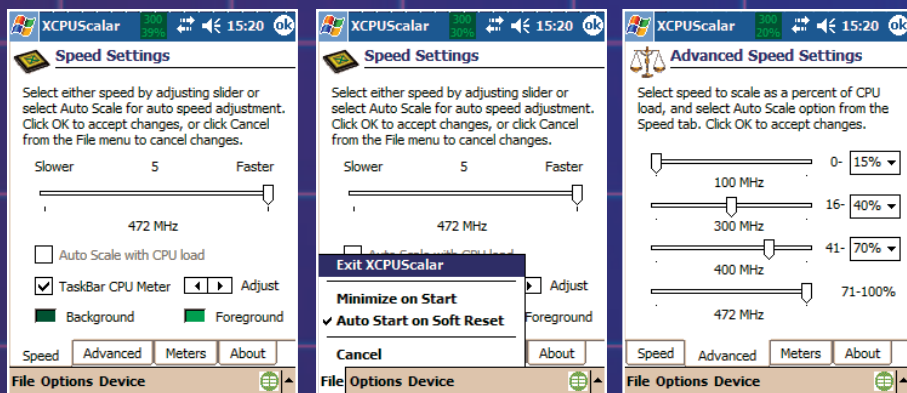 XCPUScalar 300 39% 15:20 ok
Speed Settings
Select either speed by adjusting slider or
select Auto Scale for auto speed adjustment.
Click OK to accept changes, or click Cancel
from the File menu to cancel changes.
Slower 5 Faster
472 MHz
Auto Scale with CPU load
TaskBar CPU Meter Adjust
Background Foreground
Speed Advanced Meters About
File Options Device
XCPUScalar 300 30% 15:20 ok
Speed Settings
Select either speed by adjusting slider or
select Auto Scale for auto speed adjustment.
Click OK to accept changes, or click Cancel
from the File menu to cancel changes.
Slower 5 Faster
472 MHz
Auto Scale with CPU load
Exit XCPUScalar
Adjust
Minimize on Start
Auto Start on Soft Reset
Foreground
Cancel
About
File Options Device
XCPUScalar 300 20% 15:20 ok
Advanced Speed Settings
Select speed to scale as a percent of CPU
load, and select Auto Scale option from the
Speed tab. Click OK to accept changes.
0- 15%
100 MHz
16- 40%
300 MHz
41- 70%
400 MHz
71-100%
472 MHz
Speed Advanced Meters About
File Options Device